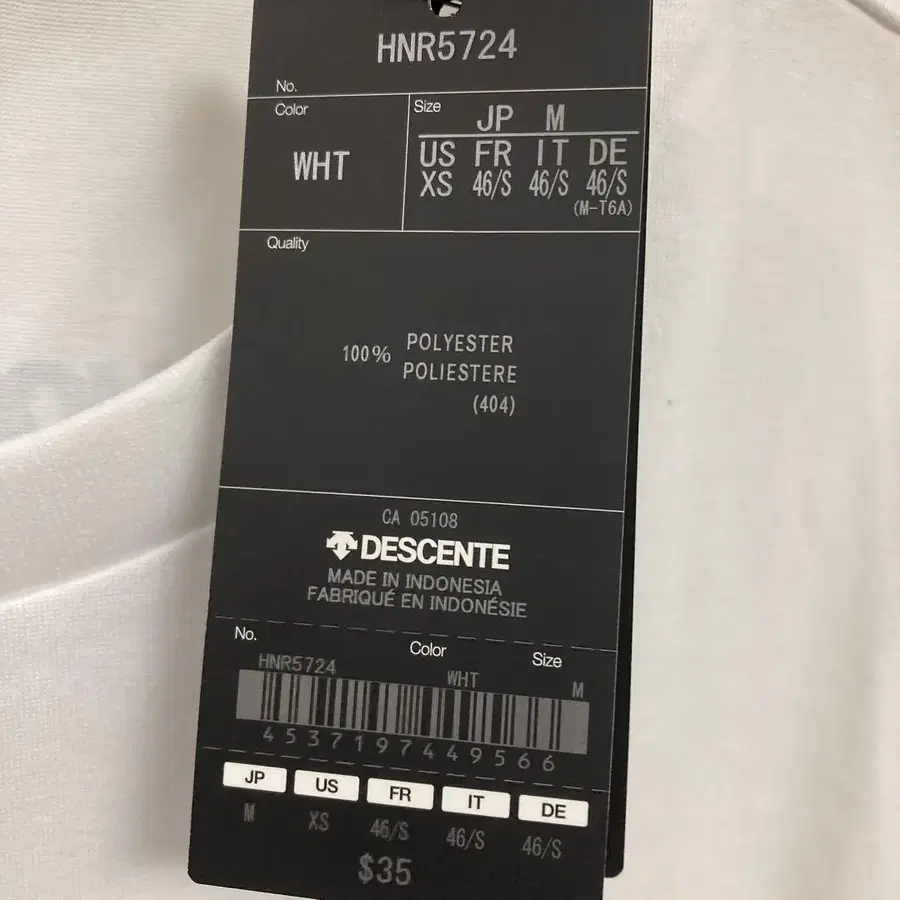 HNR5724
No.
Color
WHT
Size
JP M
US FR IT DE
XS 46/S 46/S 46/S
(M-T6A)
Quality
100% POLYESTER
POLIESTERE
(404)
CA 05108
DESCENTE
MADE IN INDONESIA
FABRIQUÉ EN INDONÉSIE
No. Color Size
HNR5724 WHT M
4537197449566
JP US FR IT DE
M XS 46/S 46/S 46/S
$35